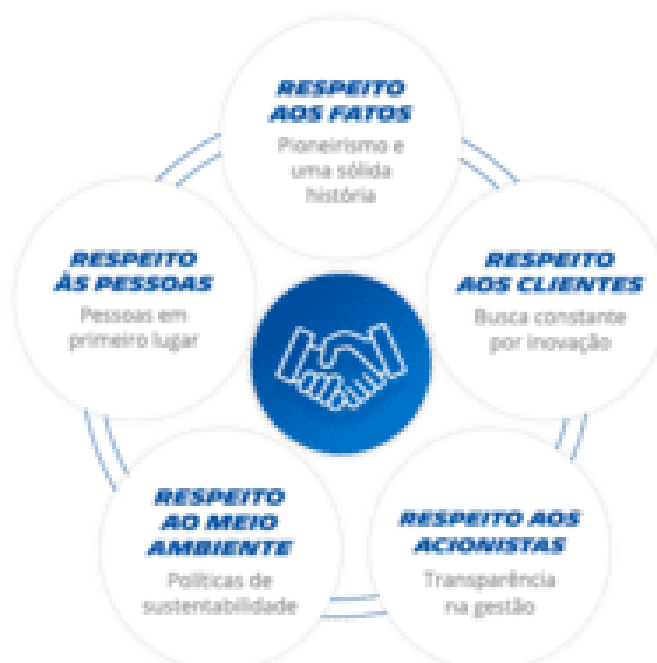 RESPEITO
AOS FATOS
Pioneirismo e
uma sólida
história
RESPEITO
ÀS PESSOAS
Pessoas em
primeiro lugar
RESPEITO
AOS CLIENTES
Busca constante
por inovação
RESPEITO
AO MEIO
AMBIENTE
Políticas de
sustentabilidade
RESPEITO AOS
ACIONISTAS
Transparência
na gestão